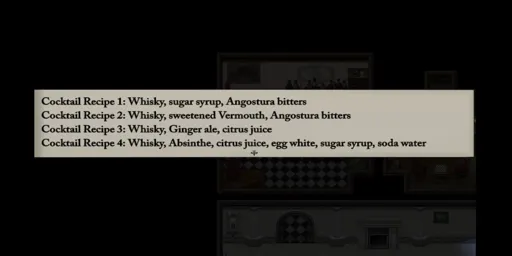 Cocktail Recipe 1: Whisky, sugar syrup, Angostura bitters
Cocktail Recipe 2: Whisky, sweetened Vermouth, Angostura bitters
Cocktail Recipe 3: Whisky, Ginger ale, citrus juice
Cocktail Recipe 4: Whisky, Absinthe, citrus juice, egg white, sugar syrup, soda water